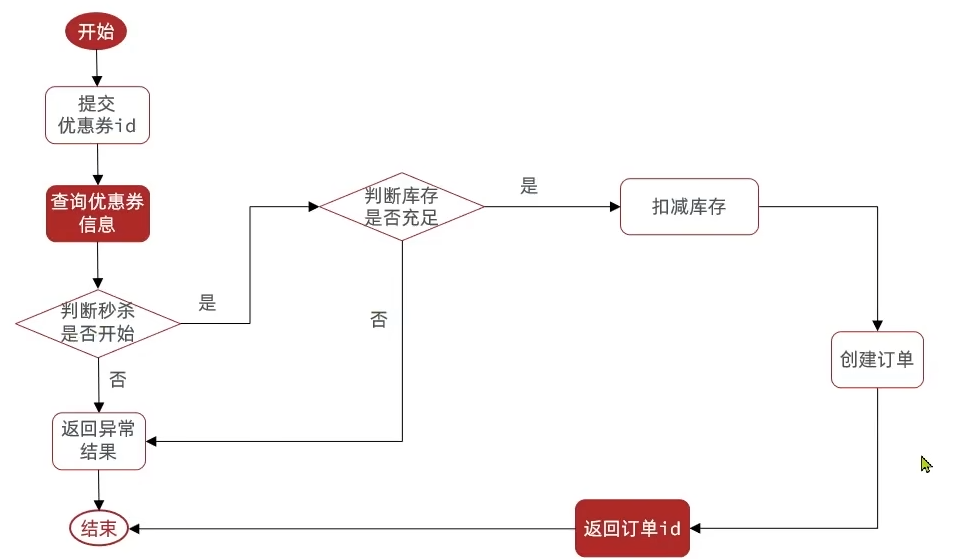 开始
提交
优惠券id
查询优惠券
信息
判断秒杀
是否开始
是
否
返回异常
结果
结束
判断库存
是否充足
是
否
扣减库存
创建订单
返回订单id